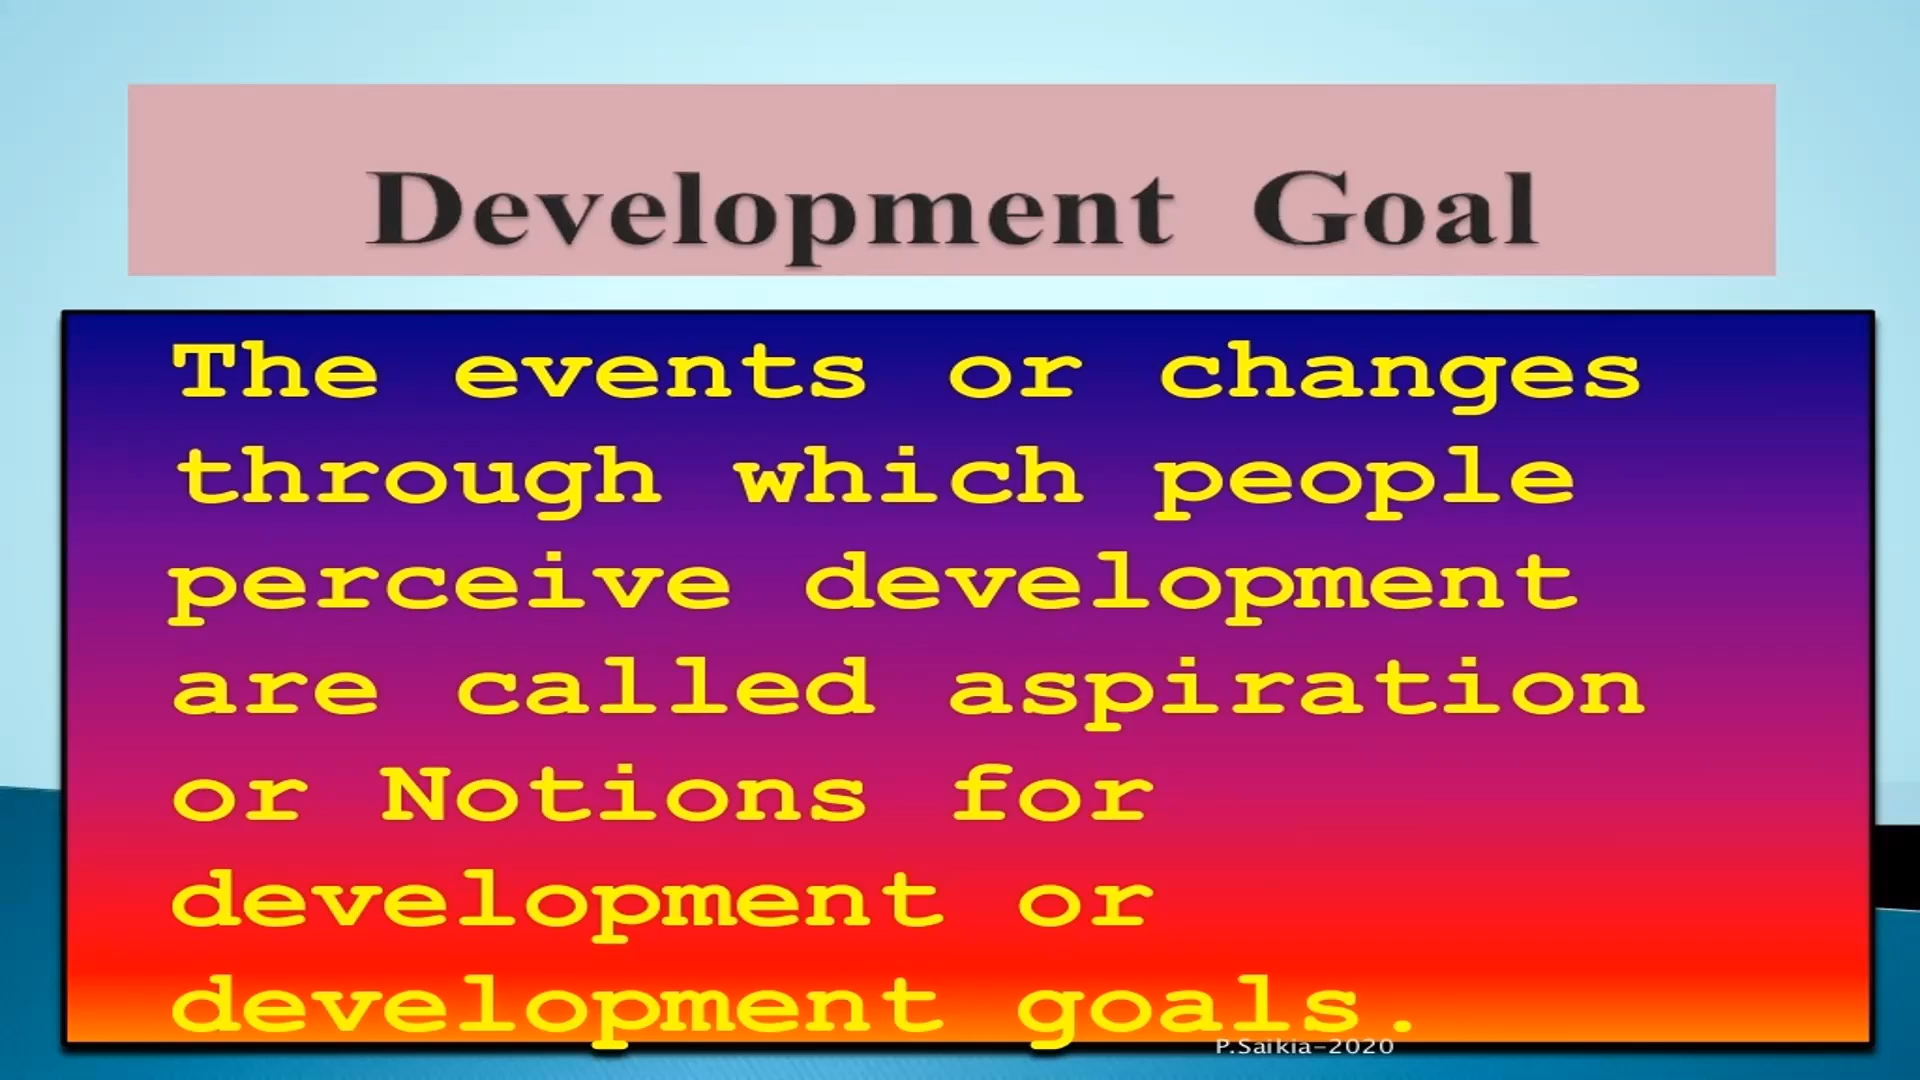 Development Goal
The events or changes
through which people
perceive development
are called aspiration
or Notions for
development or
development goals.
P.Saikia-2020